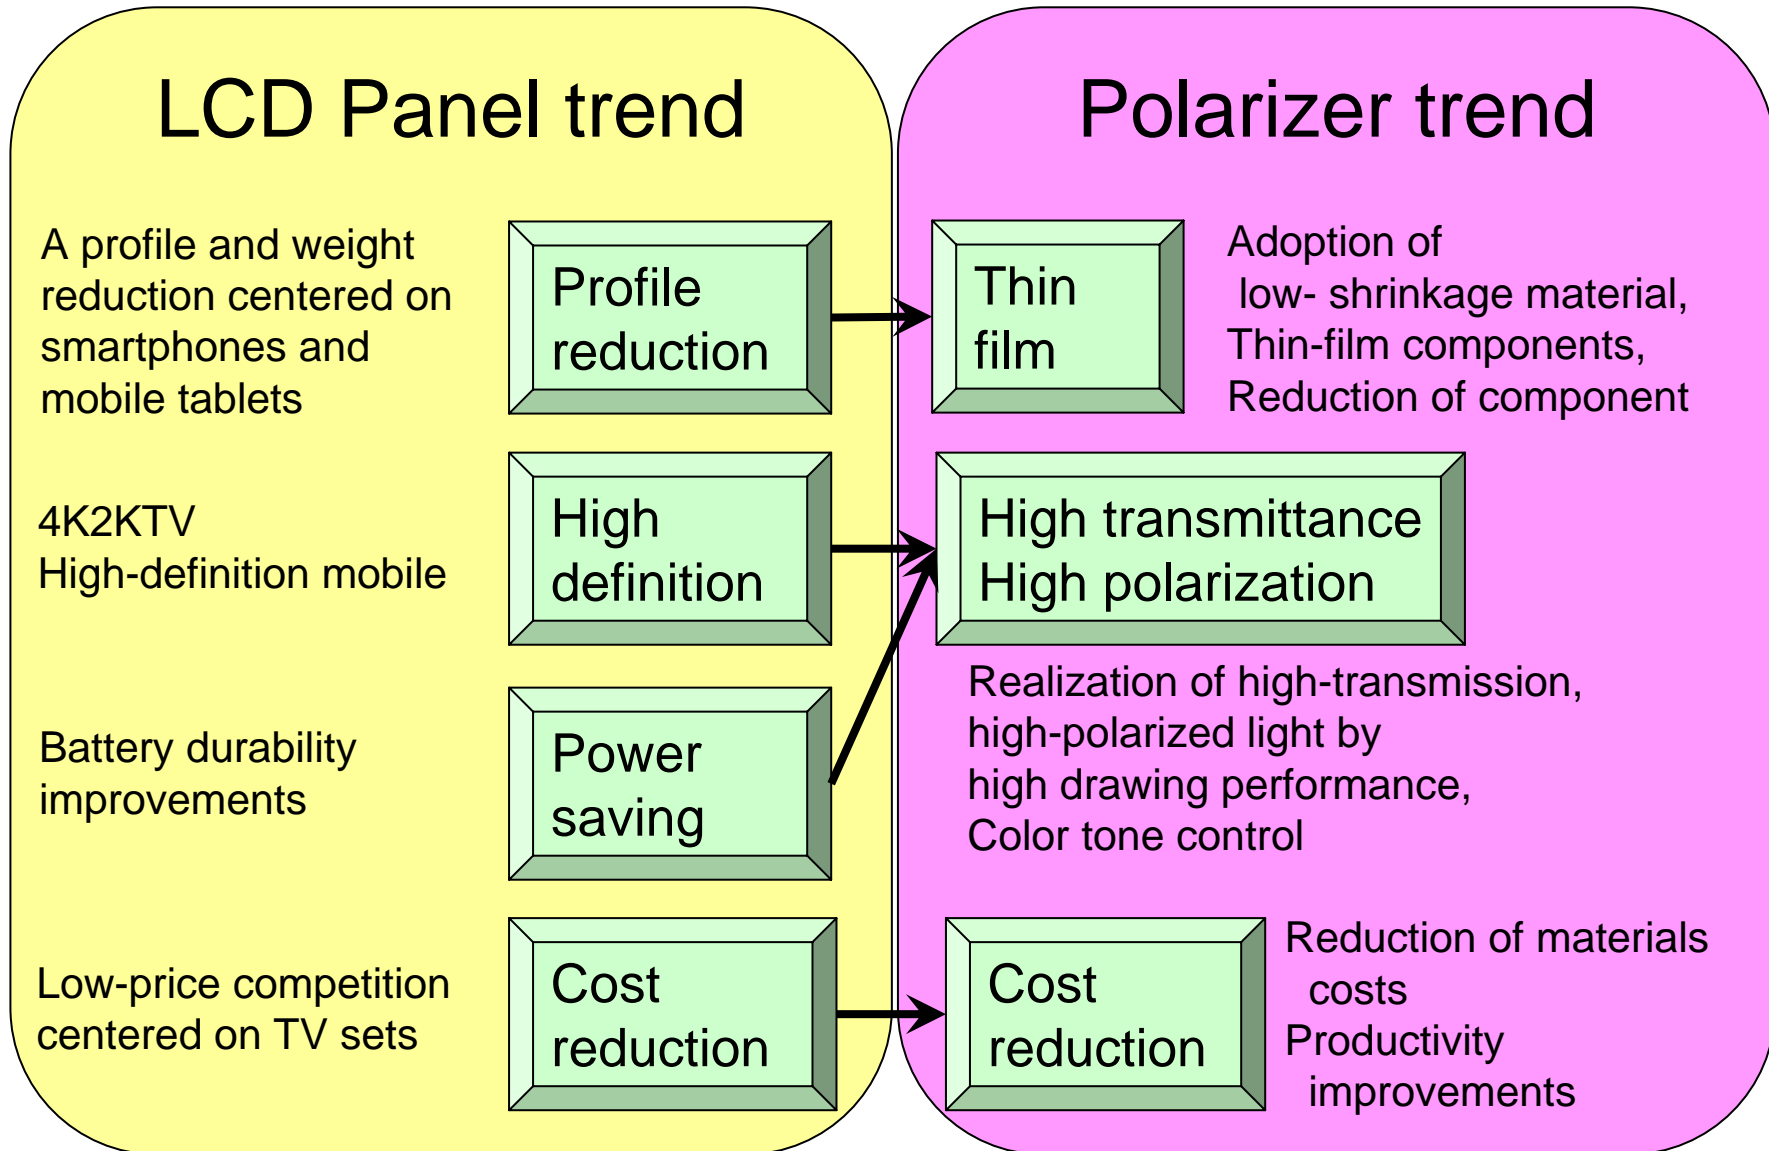 LCD Panel trend
A profile and weight
reduction centered on
smartphones and
mobile tablets
Profile
reduction
4K2KTV
High-definition mobile
High
definition
Battery durability
improvements
Power
saving
Low-price competition
centered on TV sets
Cost
reduction
Polarizer trend
Thin
film
Adoption of
low- shrinkage material,
Thin-film components,
Reduction of component
High transmittance
High polarization
Realization of high-transmission,
high-polarized light by
high drawing performance,
Color tone control
Cost
reduction
Reduction of materials
costs
Productivity
improvements